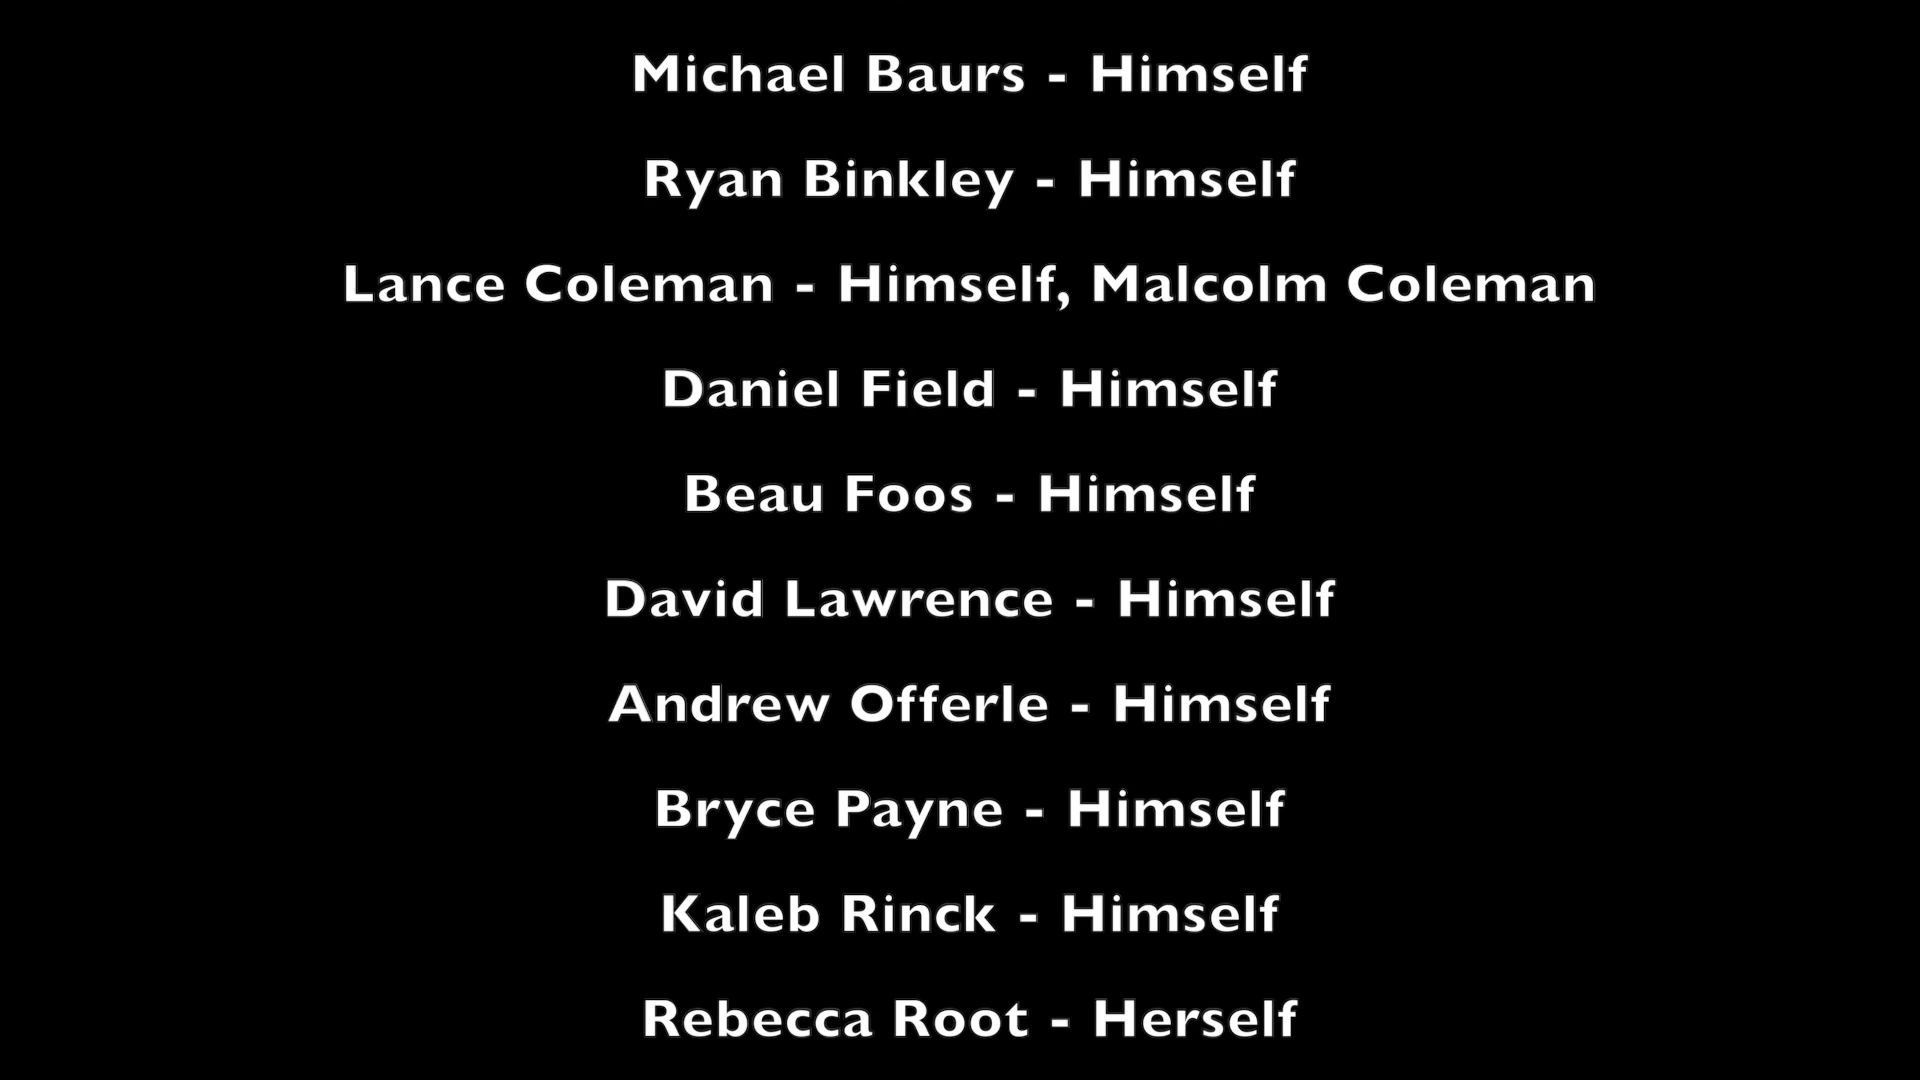 Michael Baurs - Himself
Ryan Binkley - Himself
Lance Coleman - Himself, Malcolm Coleman
Daniel Field - Himself
Beau Foos - Himself
David Lawrence - Himself
Andrew Offerle - Himself
Bryce Payne - Himself
Kaleb Rinck - Himself
Rebecca Root - Herself